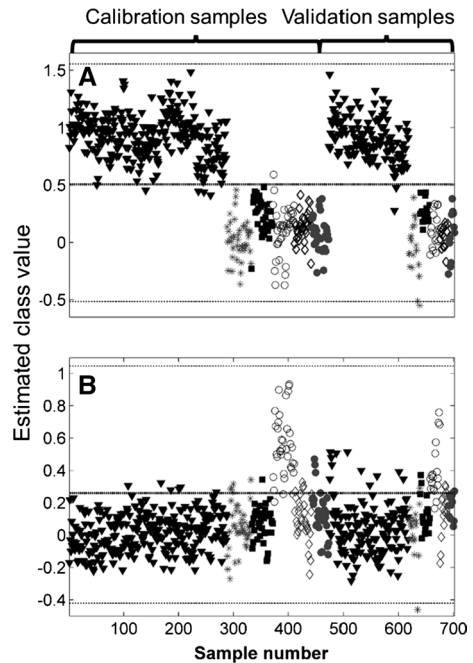 Calibration samples Validation samples
A
1.5
1
0.5
0
-0.5
Estimated class value
B
1
0.8
0.6
0.4
0.2
0
-0.2
-0.4
100 200 300 400 500 600 700
Sample number